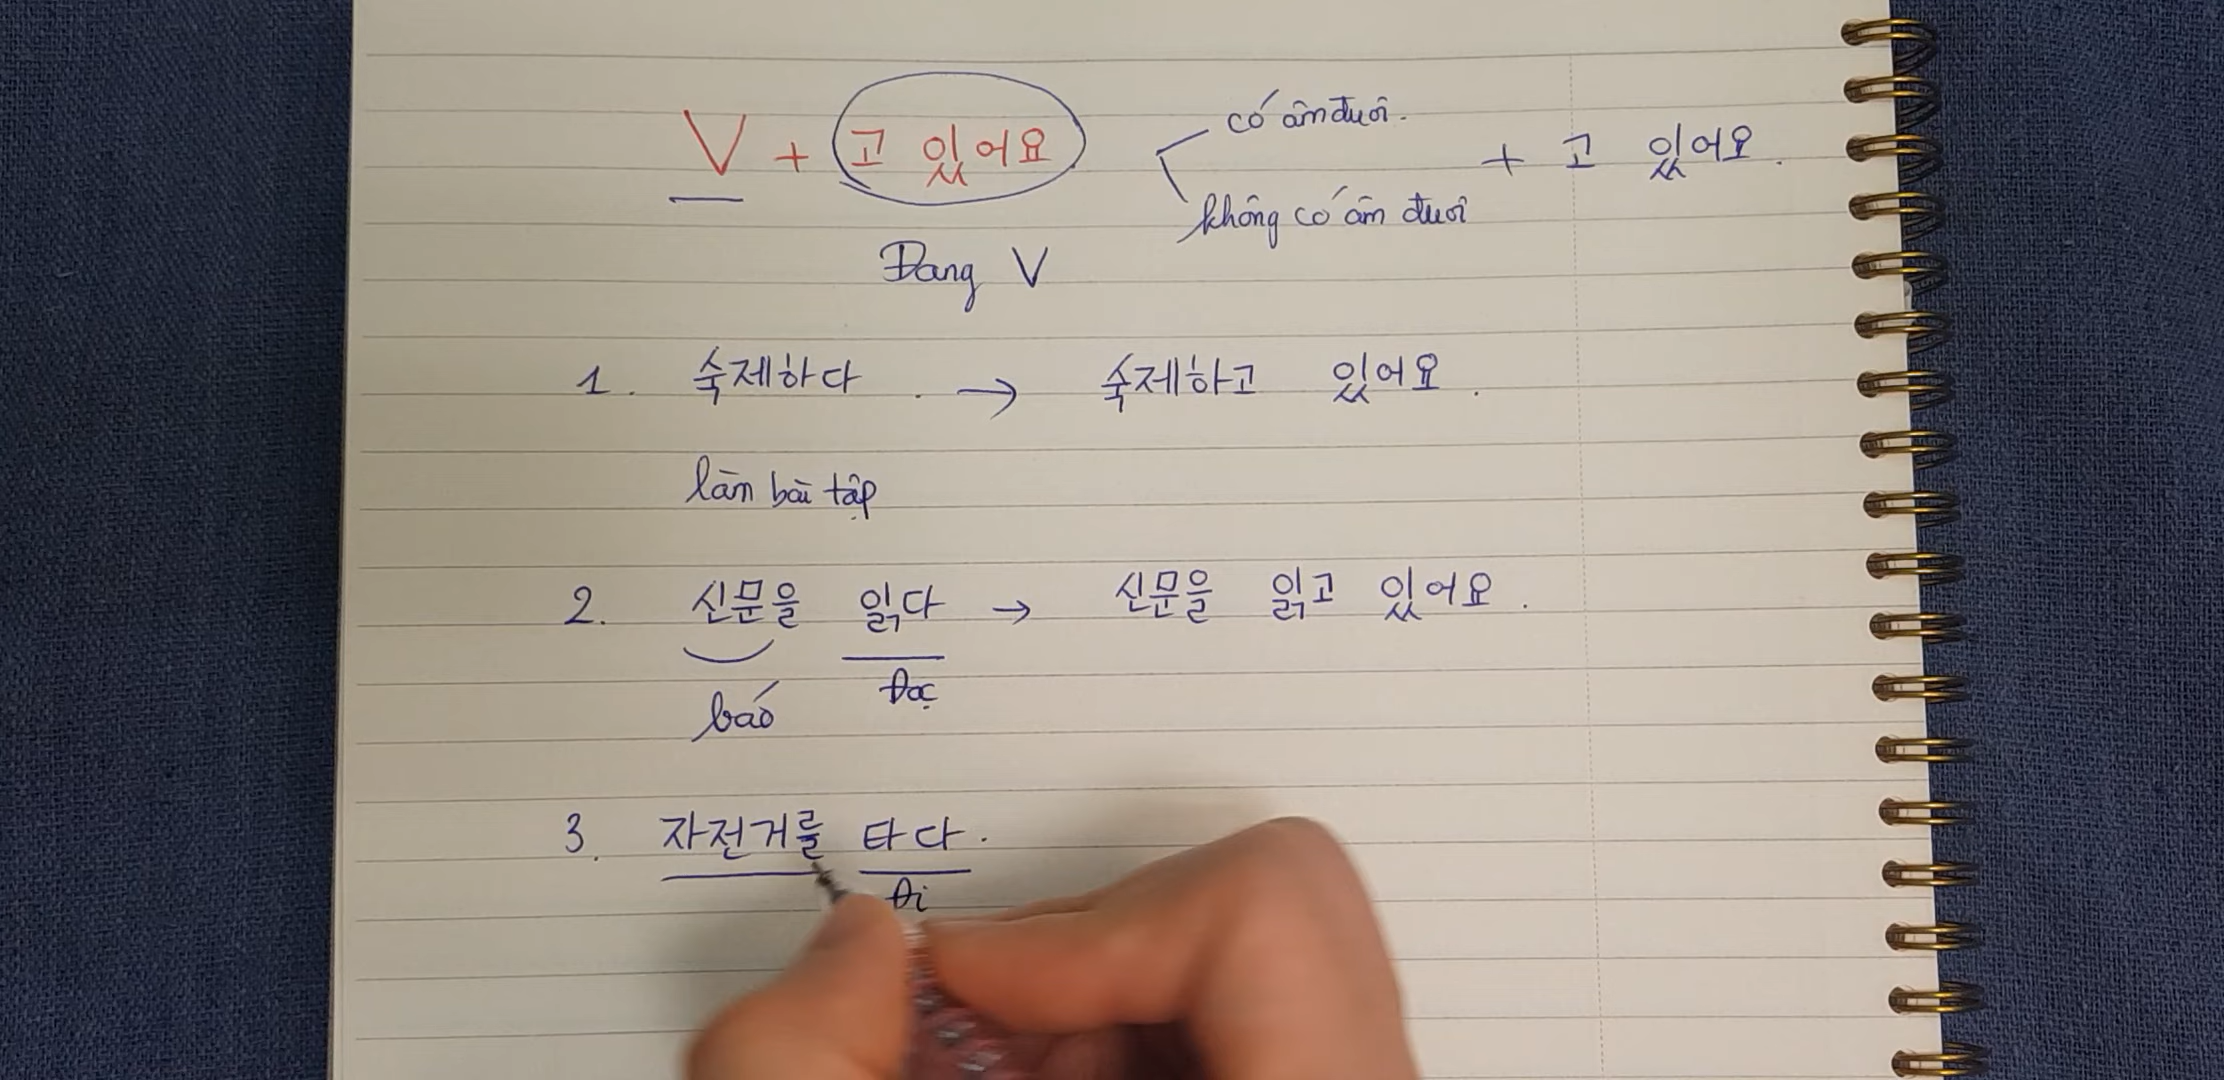 V + 고 있어요
có âm đuôi.
không có âm đuôi
+ 고 있어요.
Đang V
1. 숙제하다. → 숙제하고 있어요.
làm bài tập
2. 신문을 읽다 → 신문을 읽고 있어요.
báo
Đọc
3. 자전거를 타다.
Đi